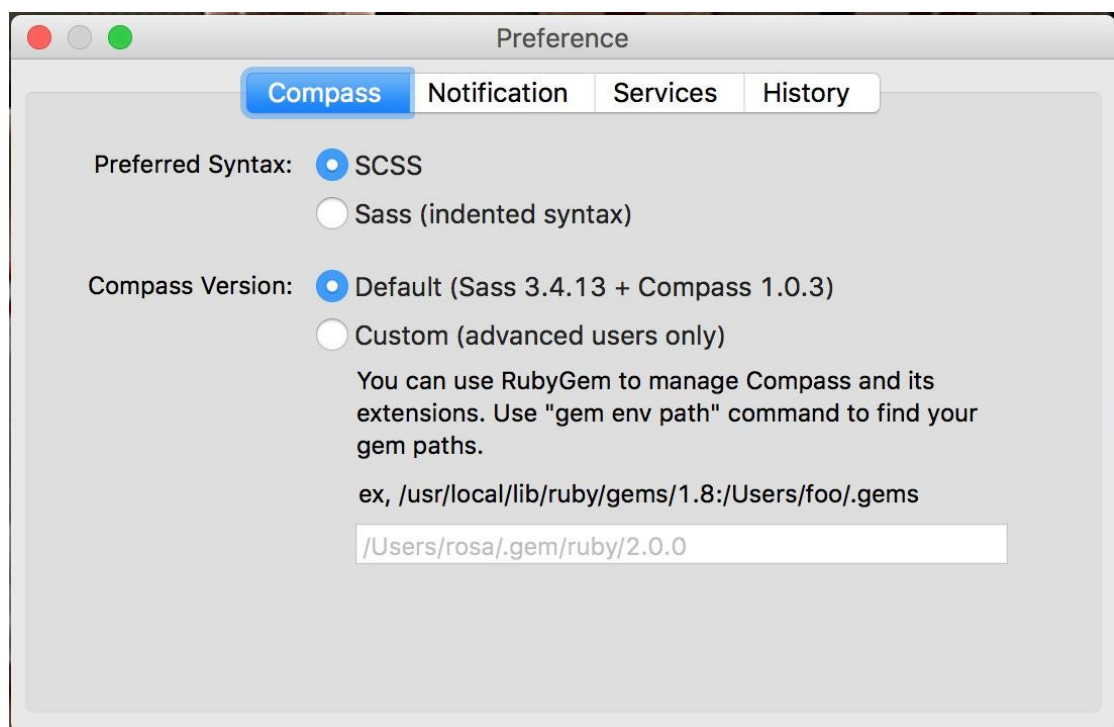 Preference
Compass Notification Services History
Preferred Syntax: SCSS
Sass (indented syntax)
Compass Version: Default (Sass 3.4.13 + Compass 1.0.3)
Custom (advanced users only)
You can use RubyGem to manage Compass and its
extensions. Use "gem env path" command to find your
gem paths.
ex, /usr/local/lib/ruby/gems/1.8:/Users/foo/.gems
/Users/rosa/.gem/ruby/2.0.0